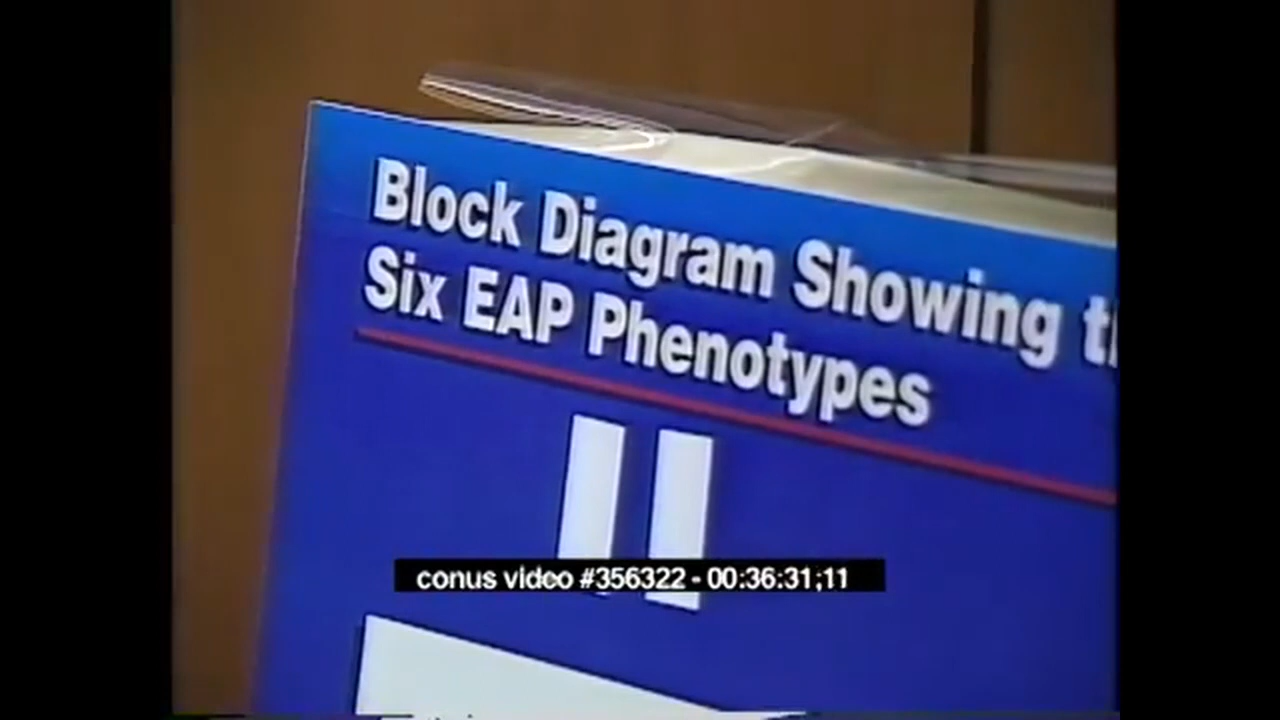 Block Diagram Showing
Six EAP Phenotypes
conus video #356322 - 00:36:31;11